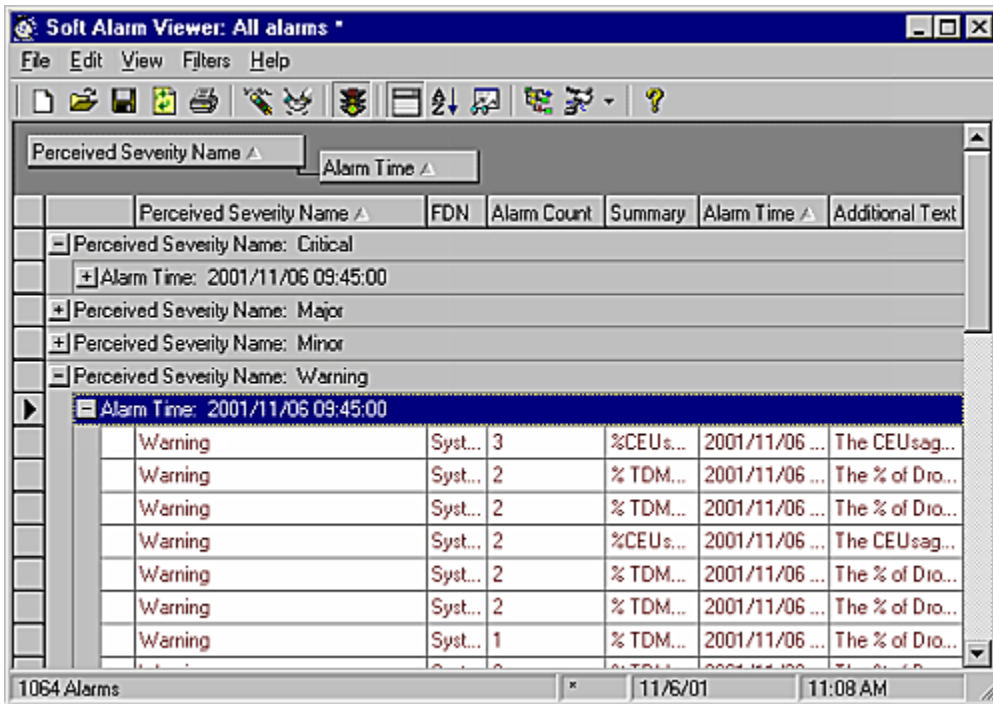 Soft Alarm Viewer: All alarms *
File Edit View Filters Help
Perceived Severity Name
Alarm Time
Perceived Severity Name FDN Alarm Count Summary Alarm Time Additional Text
Perceived Severity Name: Critical
Alarm Time: 2001/11/06 09:45:00
Perceived Severity Name: Major
Perceived Severity Name: Minor
Perceived Severity Name: Warning
Alarm Time: 2001/11/06 09:45:00
Warning Syst... 3 %CEUs... 2001/11/06 ... The CEUsag...
Warning Syst... 2 % TDM... 2001/11/06 ... The % of Dro...
Warning Syst... 2 % TDM... 2001/11/06 ... The % of Dro...
Warning Syst... 2 %CEUs... 2001/11/06 ... The CEUsag...
Warning Syst... 2 % TDM... 2001/11/06 ... The % of Dro...
Warning Syst... 2 % TDM... 2001/11/06 ... The % of Dro...
Warning Syst... 1 % TDM... 2001/11/06 ... The % of Dro...
1064 Alarms * 11/6/01 11:08 AM